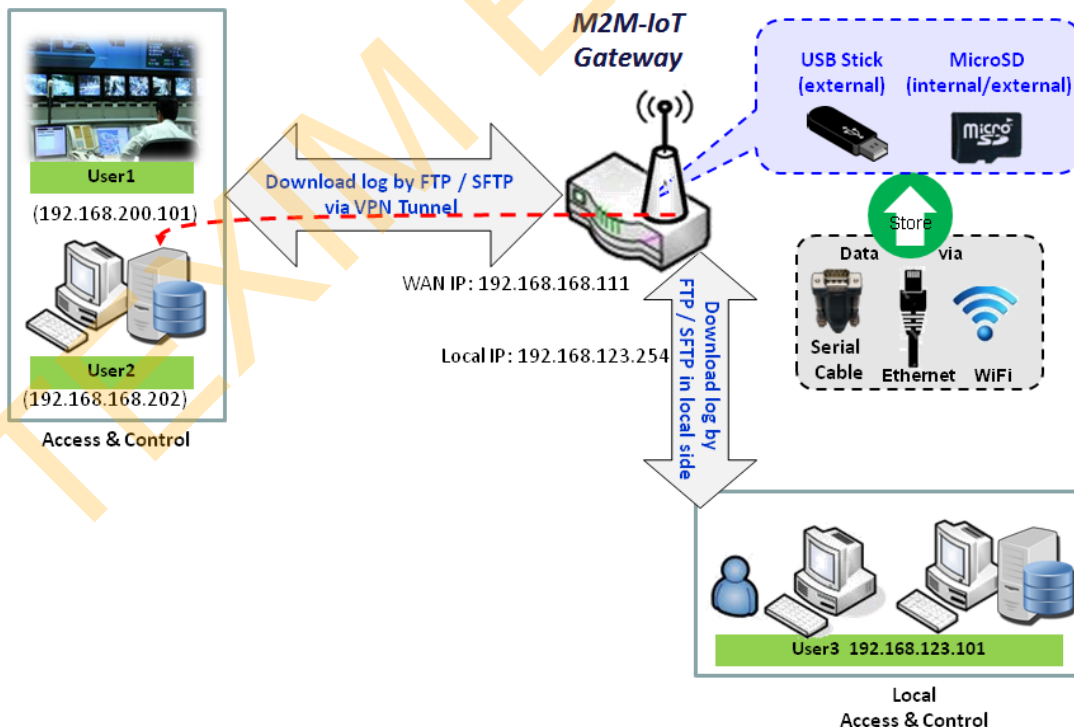 M2M-IoT
Gateway
USB Stick
(external)
MicroSD
(internal/external)
Micro
SD
User1
(192.168.200.101)
Download log by FTP / SFTP
via VPN Tunnel
Store
Data via
WAN IP: 192.168.168.111
Serial
Cable
Ethernet
WiFi
Local IP: 192.168.123.254
Download log by
FTP / SFTP in local side
User2
(192.168.168.202)
Access & Control
User3 192.168.123.101
Local
Access & Control
TEXIM E